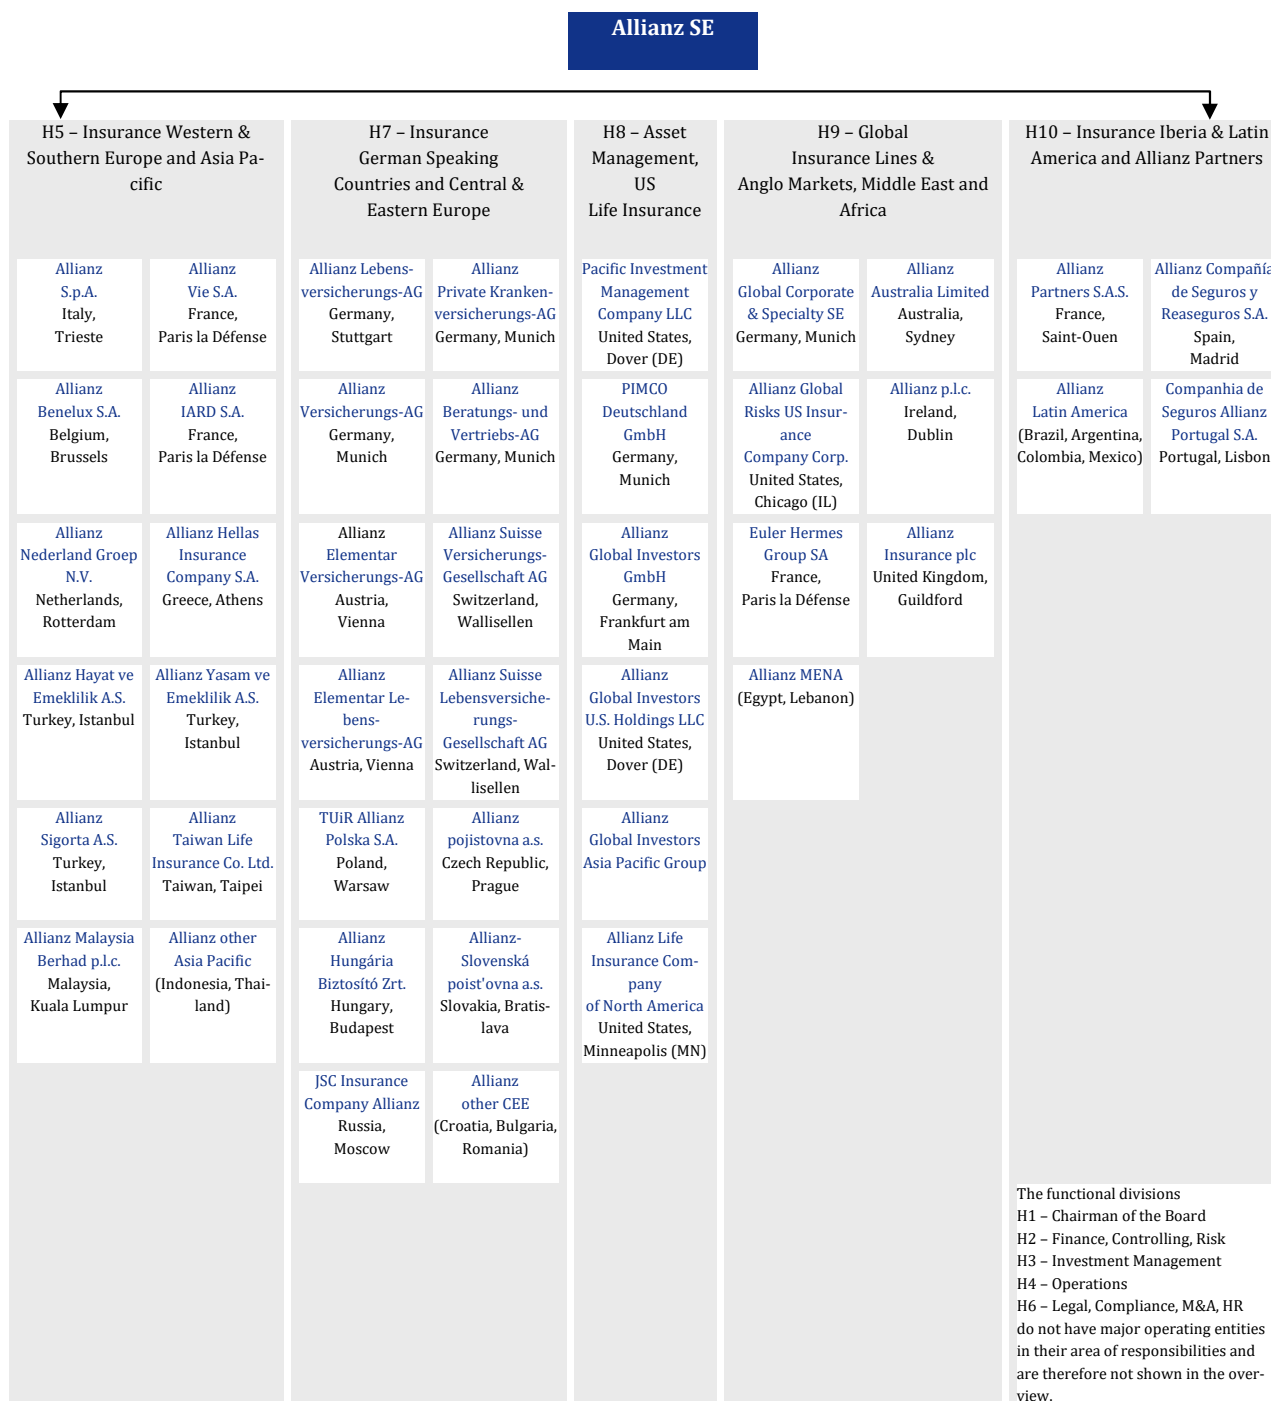 Allianz SE
H5 – Insurance Western &
Southern Europe and Asia Pa-
cific
Allianz
S.p.A.
Italy,
Trieste
Allianz
Vie S.A.
France,
Paris la Défense
Allianz
Benelux S.A.
Belgium,
Brussels
Allianz
IARD S.A.
France,
Paris la Défense
Allianz
Nederland Groep
N.V.
Netherlands,
Rotterdam
Allianz Hellas
Insurance
Company S.A.
Greece, Athens
Allianz Hayat ve
Emeklilik A.S.
Turkey, Istanbul
Allianz Yasam ve
Emeklilik A.S.
Turkey,
Istanbul
Allianz
Sigorta A.S.
Turkey,
Istanbul
Allianz
Taiwan Life
Insurance Co. Ltd.
Taiwan, Taipei
Allianz Malaysia
Berhad p.l.c.
Malaysia,
Kuala Lumpur
Allianz other
Asia Pacific
(Indonesia, Thai-
land)
H7 – Insurance
German Speaking
Countries and Central &
Eastern Europe
Allianz Lebens-
versicherungs-AG
Germany,
Stuttgart
Allianz
Private Kranken-
versicherungs-AG
Germany, Munich
Allianz
Versicherungs-AG
Germany,
Munich
Allianz
Beratungs- und
Vertriebs-AG
Germany, Munich
Allianz
Elementar
Versicherungs-AG
Austria,
Vienna
Allianz Suisse
Versicherungs-
Gesellschaft AG
Switzerland,
Wallisellen
Allianz
Elementar Le-
bens-
versicherungs-AG
Austria, Vienna
Allianz Suisse
Lebensversiche-
rungs-
Gesellschaft AG
Switzerland, Wal-
lisellen
TUiR Allianz
Polska S.A.
Poland,
Warsaw
Allianz
pojistovna a.s.
Czech Republic,
Prague
Allianz
Hungária
Biztosító Zrt.
Hungary,
Budapest
Allianz-
Slovenská
poist'ovna a.s.
Slovakia, Bratis-
lava
JSC Insurance
Company Allianz
Russia,
Moscow
Allianz
other CEE
(Croatia, Bulgaria,
Romania)
H8 – Asset
Management,
US
Life Insurance
Pacific Investment
Management
Company LLC
United States,
Dover (DE)
PIMCO
Deutschland
GmbH
Germany,
Munich
Allianz
Global Investors
GmbH
Germany,
Frankfurt am
Main
Allianz
Global Investors
U.S. Holdings LLC
United States,
Dover (DE)
Allianz
Global Investors
Asia Pacific Group
Allianz Life
Insurance Com-
pany
of North America
United States,
Minneapolis (MN)
H9 – Global
Insurance Lines &
Anglo Markets, Middle East and
Africa
Allianz
Global Corporate
& Specialty SE
Germany, Munich
Allianz
Australia Limited
Australia,
Sydney
Allianz Global
Risks US Insur-
ance
Company Corp.
United States,
Chicago (IL)
Allianz p.l.c.
Ireland,
Dublin
Euler Hermes
Group SA
France,
Paris la Défense
Allianz
Insurance plc
United Kingdom,
Guildford
Allianz MENA
(Egypt, Lebanon)
H10 – Insurance Iberia & Latin
America and Allianz Partners
Allianz
Partners S.A.S.
France,
Saint-Ouen
Allianz Compañía
de Seguros y
Reaseguros S.A.
Spain,
Madrid
Allianz
Latin America
(Brazil, Argentina,
Colombia, Mexico)
Companhia de
Seguros Allianz
Portugal S.A.
Portugal, Lisbon
The functional divisions
H1 – Chairman of the Board
H2 – Finance, Controlling, Risk
H3 – Investment Management
H4 – Operations
H6 – Legal, Compliance, M&A, HR
do not have major operating entities
in their area of responsibilities and
are therefore not shown in the over-
view.